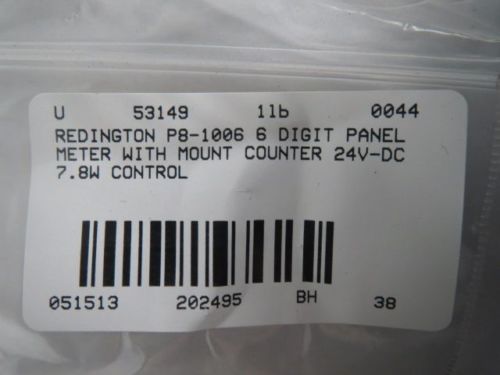 U 53149 1lb 0044
REDINGTON P8-1006 6 DIGIT PANEL
METER WITH MOUNT COUNTER 24V-DC
7.8W CONTROL
051513 202495 BH 38